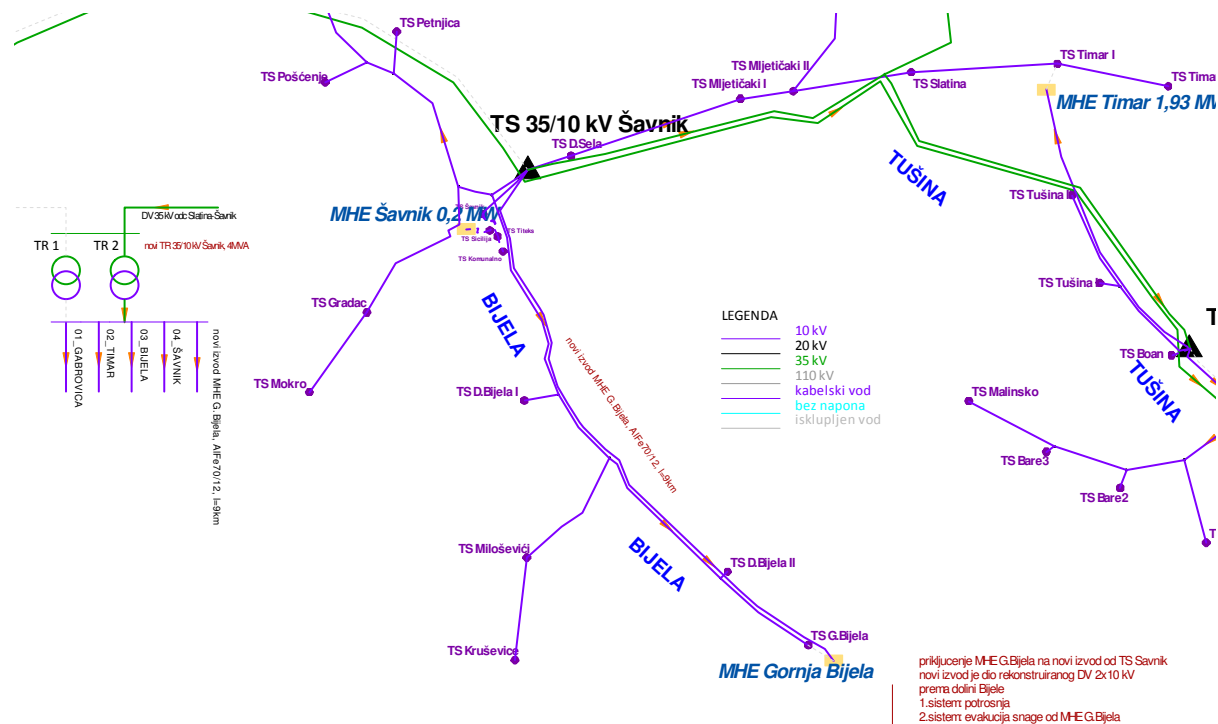 TS Petnjica
TS Pošćenje
TS Mljetičaki II
TS Mljetičaki I
TS Timar I
TS Slatina
TS Timar
MHE Timar 1,93 MW
TS 35/10 kV Šavnik
TS D.Sela
TUŠINA
TS Tušina II
MHE Šavnik 0,2 MW
TS Šavnik
TS Titeka
TS Sicilija
TS Komunalno
DV 35 kV odc Slatina-Šavnik
TR 1
TR 2
novi TR 35/10 kV Šavnik, 4MVA
TS Gradac
BIJELA
TS Tušina I
01_GABROVICA
02_TIMAR
03_BIJELA
04_ŠAVNIK
novi izvod MHE G.Bijela, AlFe70/12, l=9km
LEGENDA
10 kV
20 kV
35 kV
110 kV
kabelski vod
bez napona
isklupljen vod
novi izvod MHE G.Bijela, AlFe70/12, l=9km
T
TS Boan
TUŠINA
TS Mokro
TS D.Bijela I
TS Malinsko
TS Bare3
TS Bare2
T
TS Miloševići
BIJELA
TS D.Bijela II
TS Kruševice
TS G.Bijela
MHE Gornja Bijela
prikljucenje MHE G.Bijela na novi izvod od TS Savnik
novi izvod je dio rekonstruiranog DV 2x10 kV
prema dolini Bijele
1.sistem: potrosnja
2.sistem: evakucija snage od MHE G.Bijela